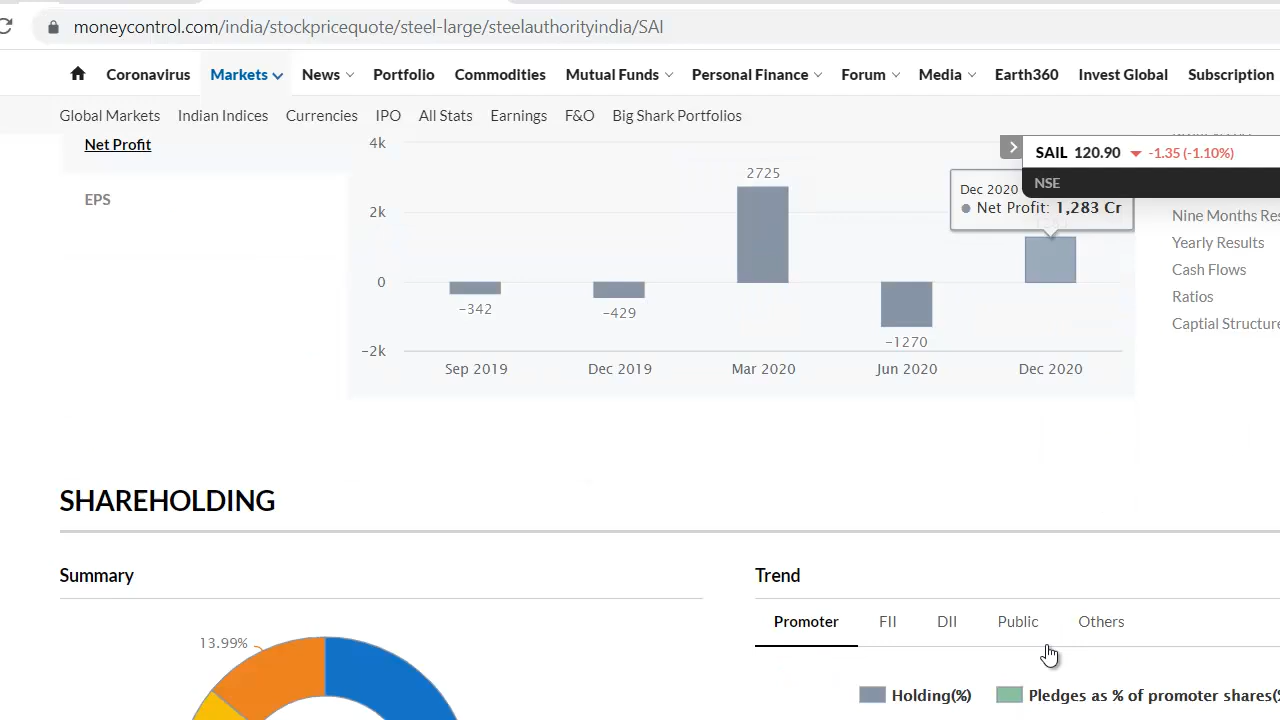 moneycontrol.com/india/stockpricequote/steel-large/steelauthorityindia/SAI
Coronavirus Markets News Portfolio Commodities Mutual Funds Personal Finance Forum Media Earth360 Invest Global Subscription
Global Markets Indian Indices Currencies IPO All Stats Earnings F&O Big Shark Portfolios
Net Profit
EPS
4k
2k
0
-2k
2725
-342
-429
-1270
Sep 2019 Dec 2019 Mar 2020 Jun 2020 Dec 2020
Dec 2020
Net Profit: 1,283 Cr
SAIL 120.90 -1.35 (-1.10%)
NSE
Nine Months Res
Yearly Results
Cash Flows
Ratios
Captial Structure
SHAREHOLDING
Summary
13.99%
Trend
Promoter FII DII Public Others
Holding(%) Pledges as % of promoter shares(%